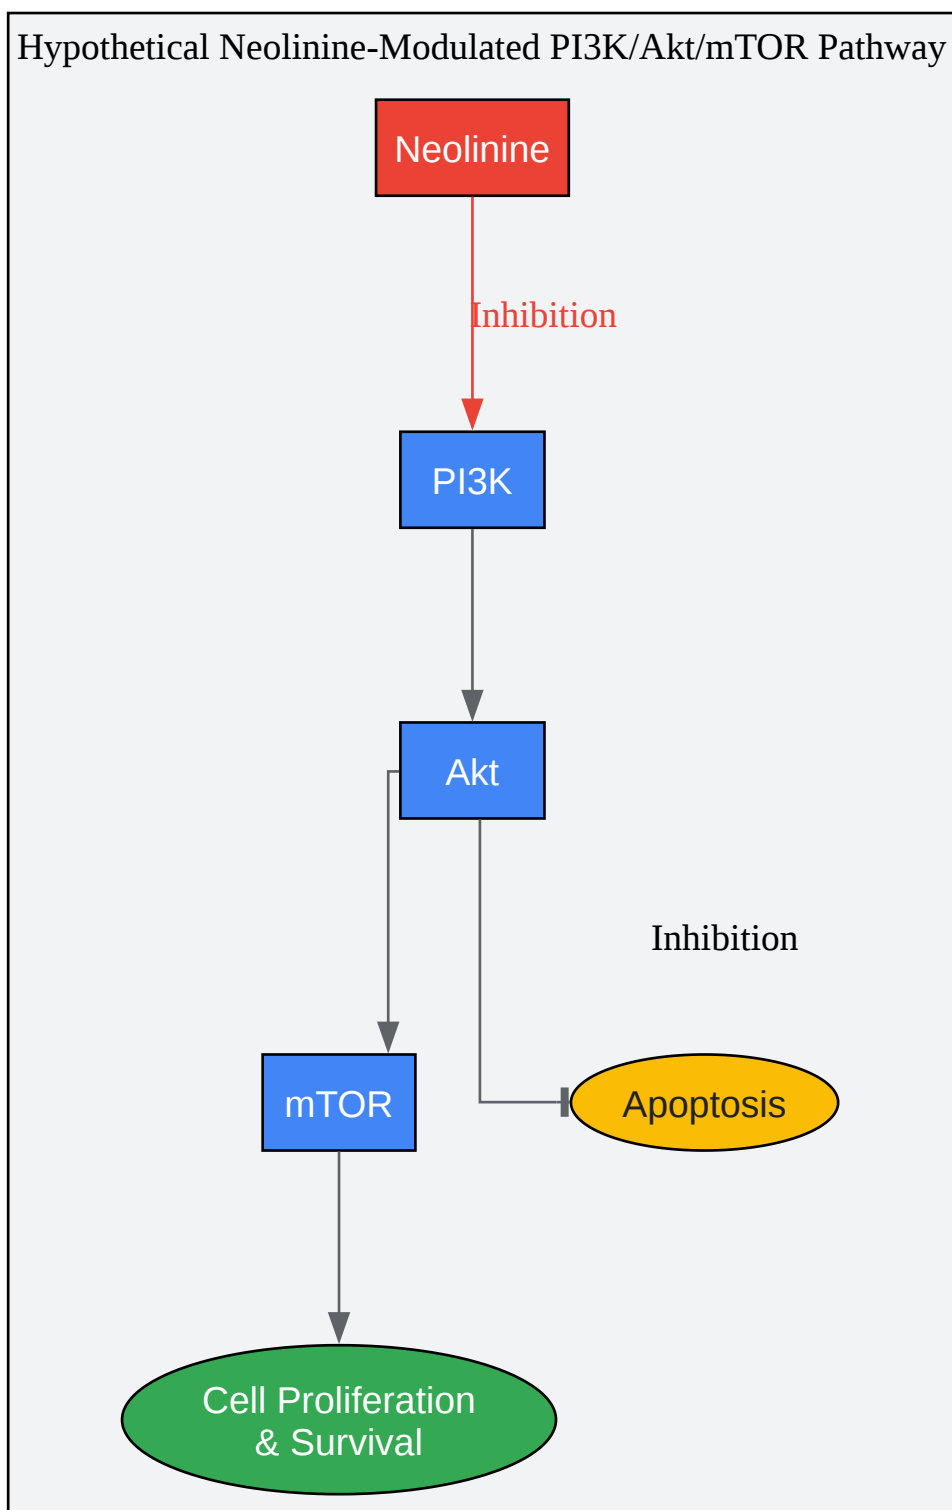 Hypothetical Neolinine-Modulated PI3K/Akt/mTOR Pathway
Neolinine
Inhibition
PI3K
Akt
Inhibition
mTOR
Apoptosis
Cell Proliferation
& Survival